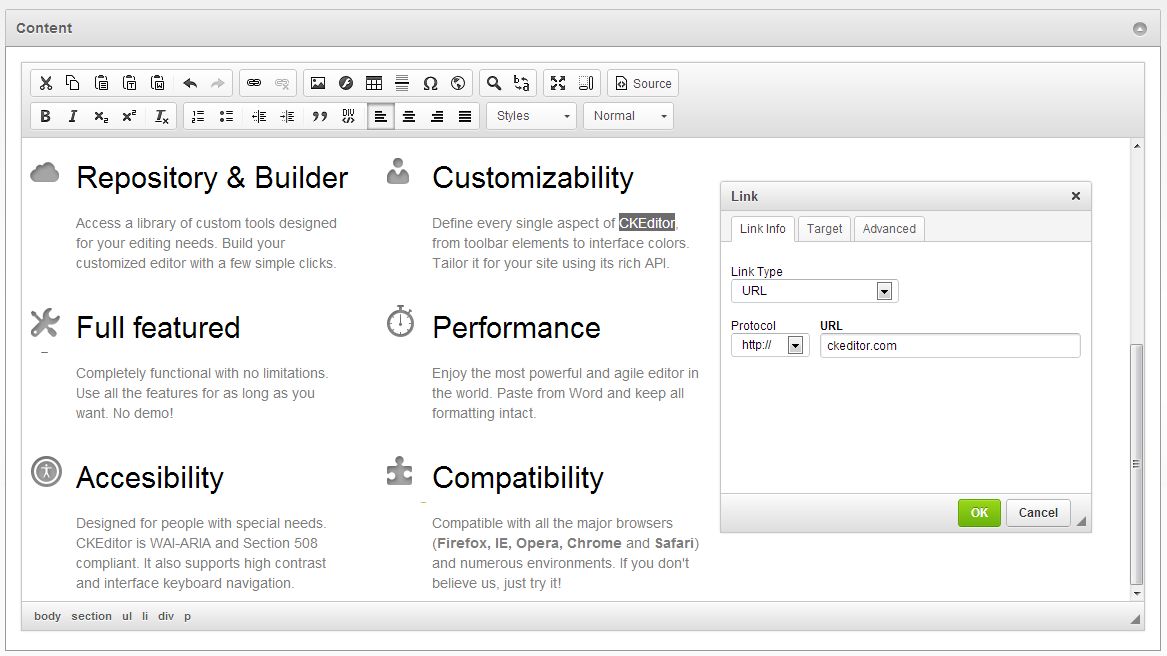 Content
Source
B I x₂ x² Tx
DIV
Styles
Normal
Repository & Builder
Access a library of custom tools designed
for your editing needs. Build your
customized editor with a few simple clicks.
Customizability
Define every single aspect of CKEditor,
from toolbar elements to interface colors.
Tailor it for your site using its rich API.
Full featured
Completely functional with no limitations.
Use all the features for as long as you
want. No demo!
Performance
Enjoy the most powerful and agile editor in
the world. Paste from Word and keep all
formatting intact.
Accesibility
Designed for people with special needs.
CKEditor is WAI-ARIA and Section 508
compliant. It also supports high contrast
and interface keyboard navigation.
Compatibility
Compatible with all the major browsers
(Firefox, IE, Opera, Chrome and Safari)
and numerous environments. If you don't
believe us, just try it!
Link
Link Info
Target
Advanced
Link Type
URL
Protocol
URL
http://
ckeditor.com
OK
Cancel
body section ul li div p